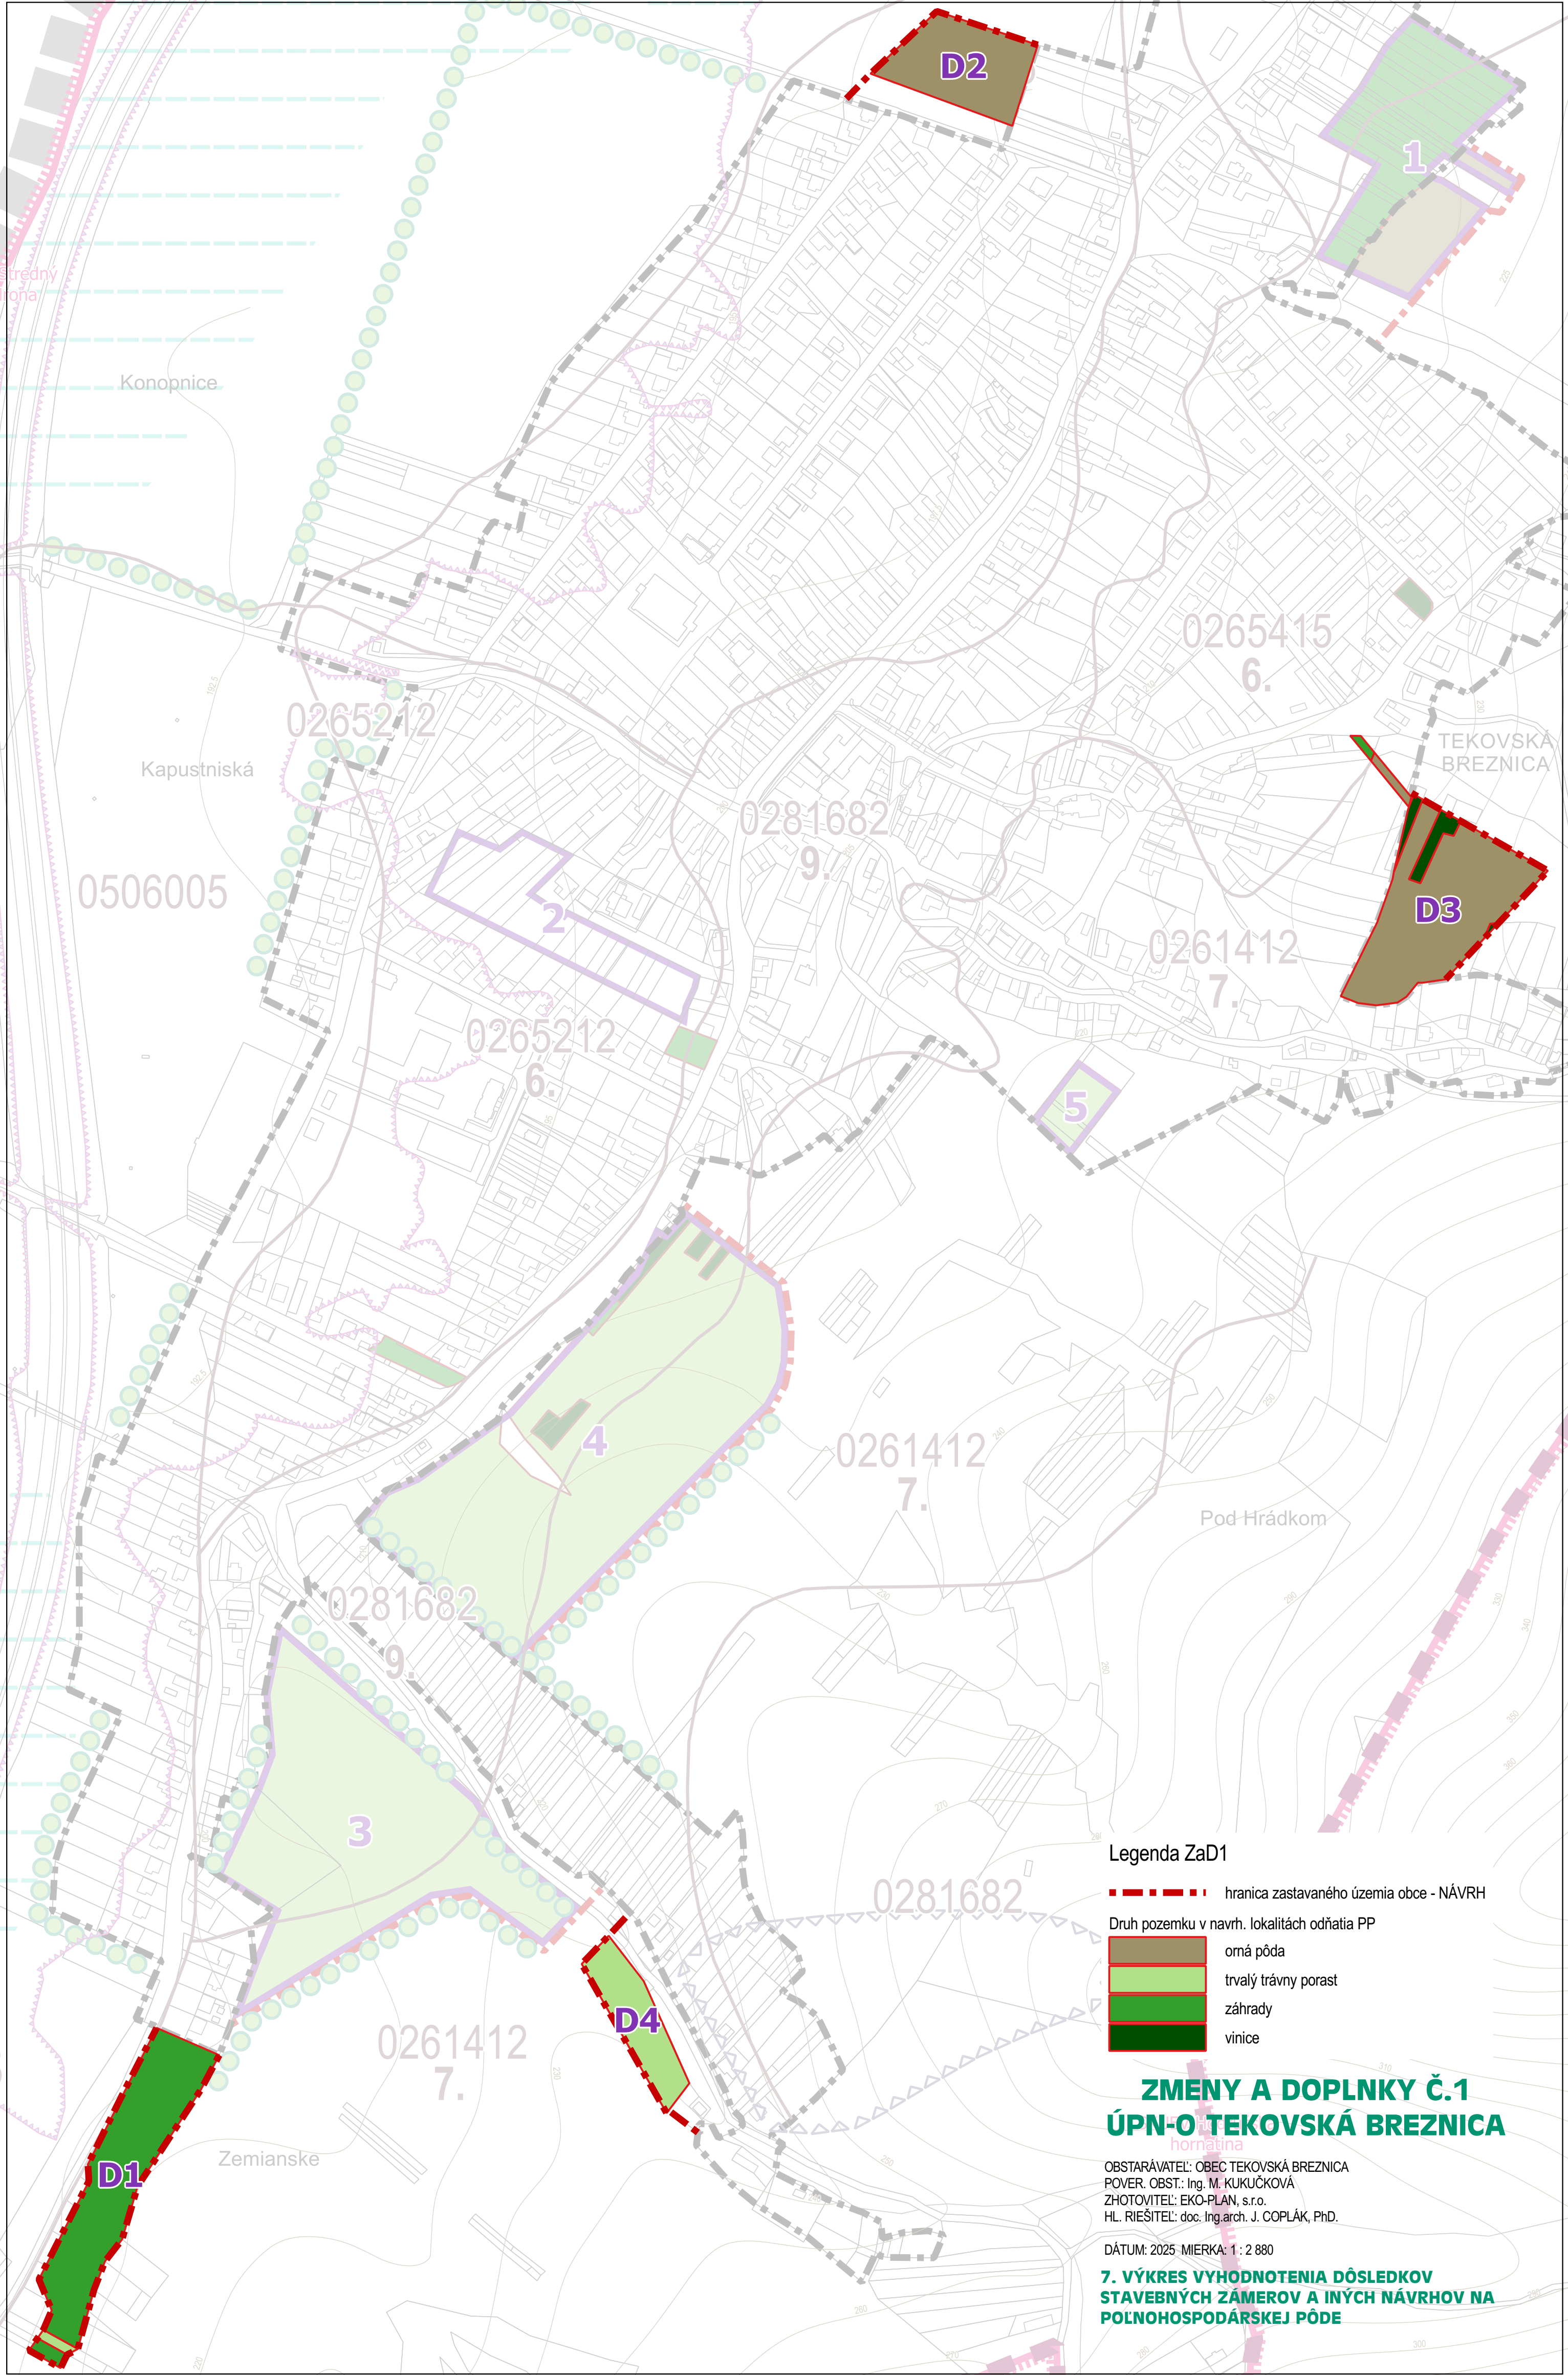 D2
1
Konopnice
0265415
6.
0265212
Kapustniská
TEKOVSKÁ
BREZNICA
0281682
9.
0506005
2
D3
0261412
7.
0265212
6.
5
4
0261412
7.
Pod Hrádkom
0281682
9.
3
0281682
D4
0261412
7.
Zemianske
D1
Legenda ZaD1
hranica zastavaného územia obce - NÁVRH
Druh pozemku v navrh. lokalitách odňatia PP
orná pôda
trvalý trávny porast
záhrady
vinice
ZMENY A DOPLNKY Č.1
ÚPN-O TEKOVSKÁ BREZNICA
hornatina
OBSTARÁVATEĽ: OBEC TEKOVSKÁ BREZNICA
POVER. OBST.: Ing. M. KUKUČKOVÁ
ZHOTOVITEĽ: EKO-PLAN, s.r.o.
HL. RIEŠITEĽ: doc. Ing.arch. J. COPLÁK, PhD.
DÁTUM: 2025 MIERKA: 1 : 2 880
7. VÝKRES VYHODNOTENIA DÔSLEDKOV
STAVEBNÝCH ZÁMEROV A INÝCH NÁVRHOV NA
POĽNOHOSPODÁRSKEJ PÔDE